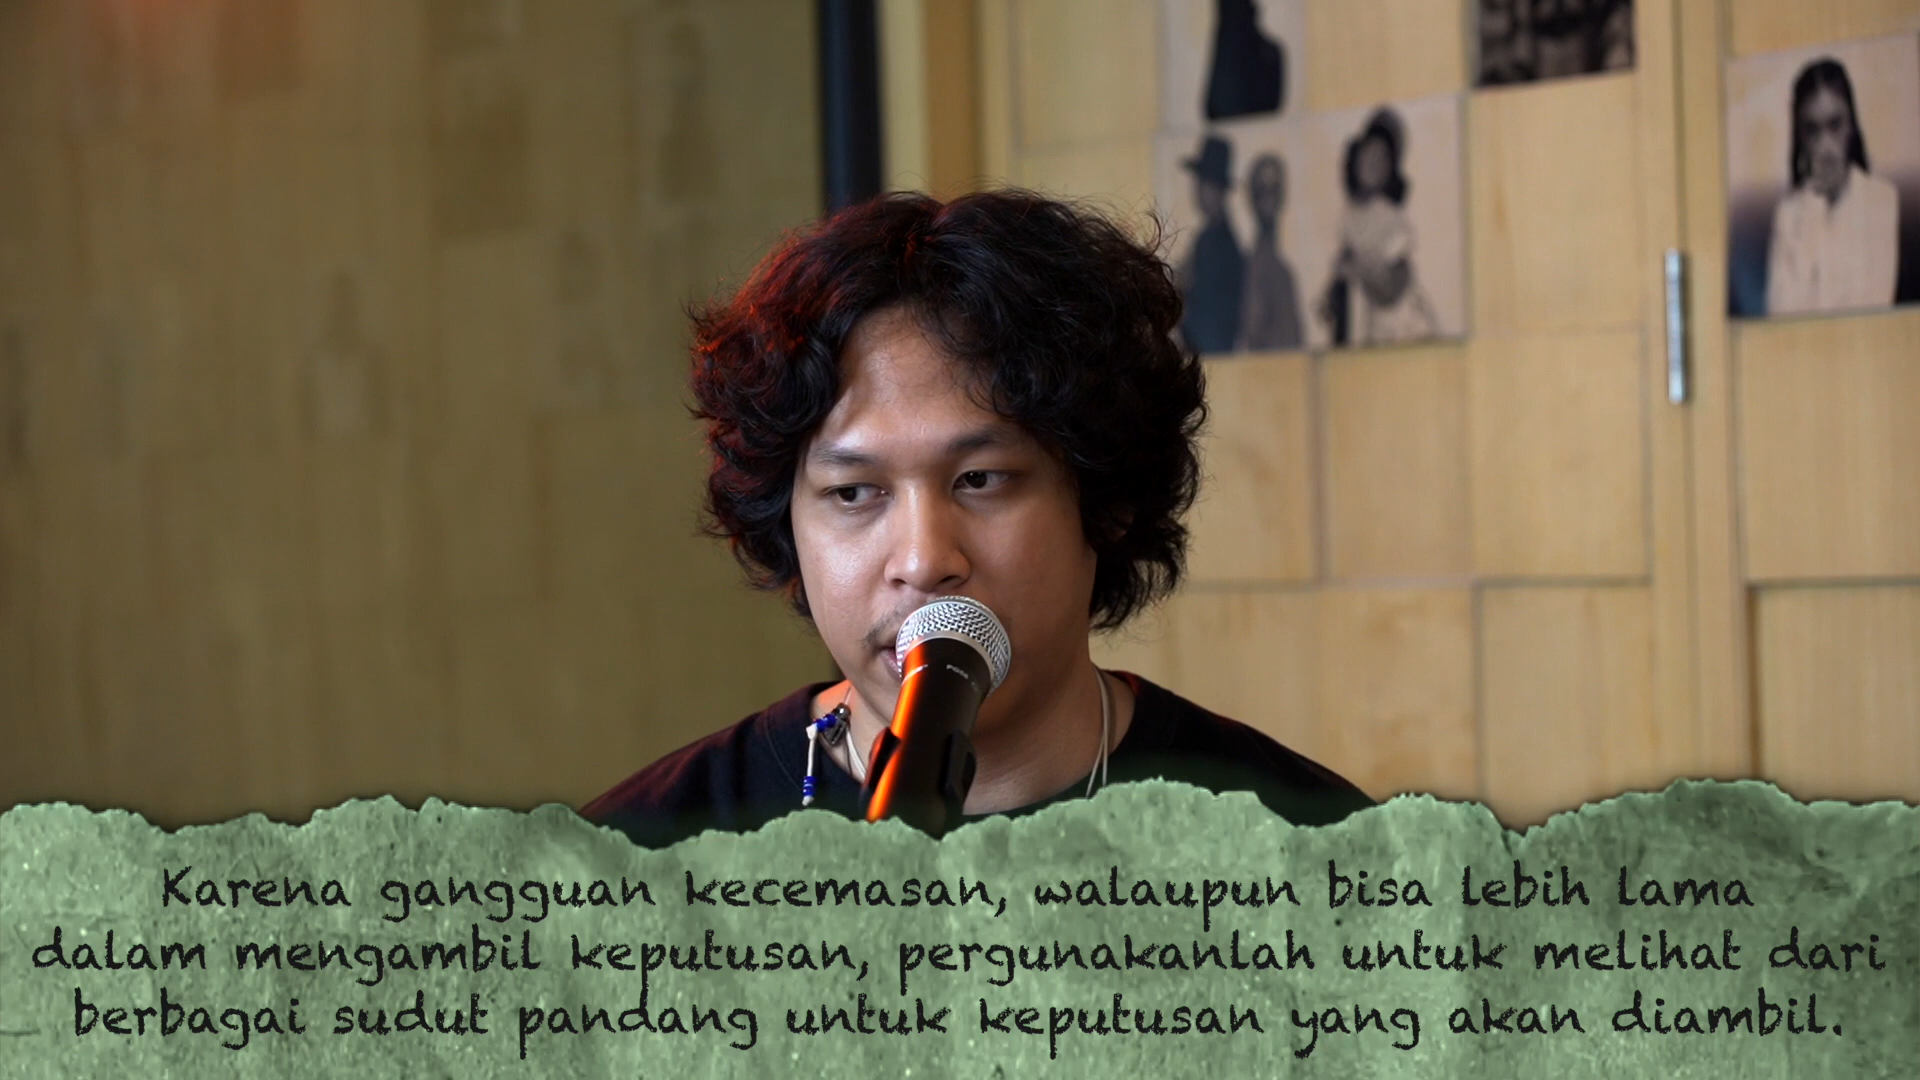 Karena gangguan kecemasan, walaupun bisa lebih lama
dalam mengambil keputusan, pergunakanlah untuk melihat dari
berbagai sudut pandang untuk keputusan yang akan diambil.